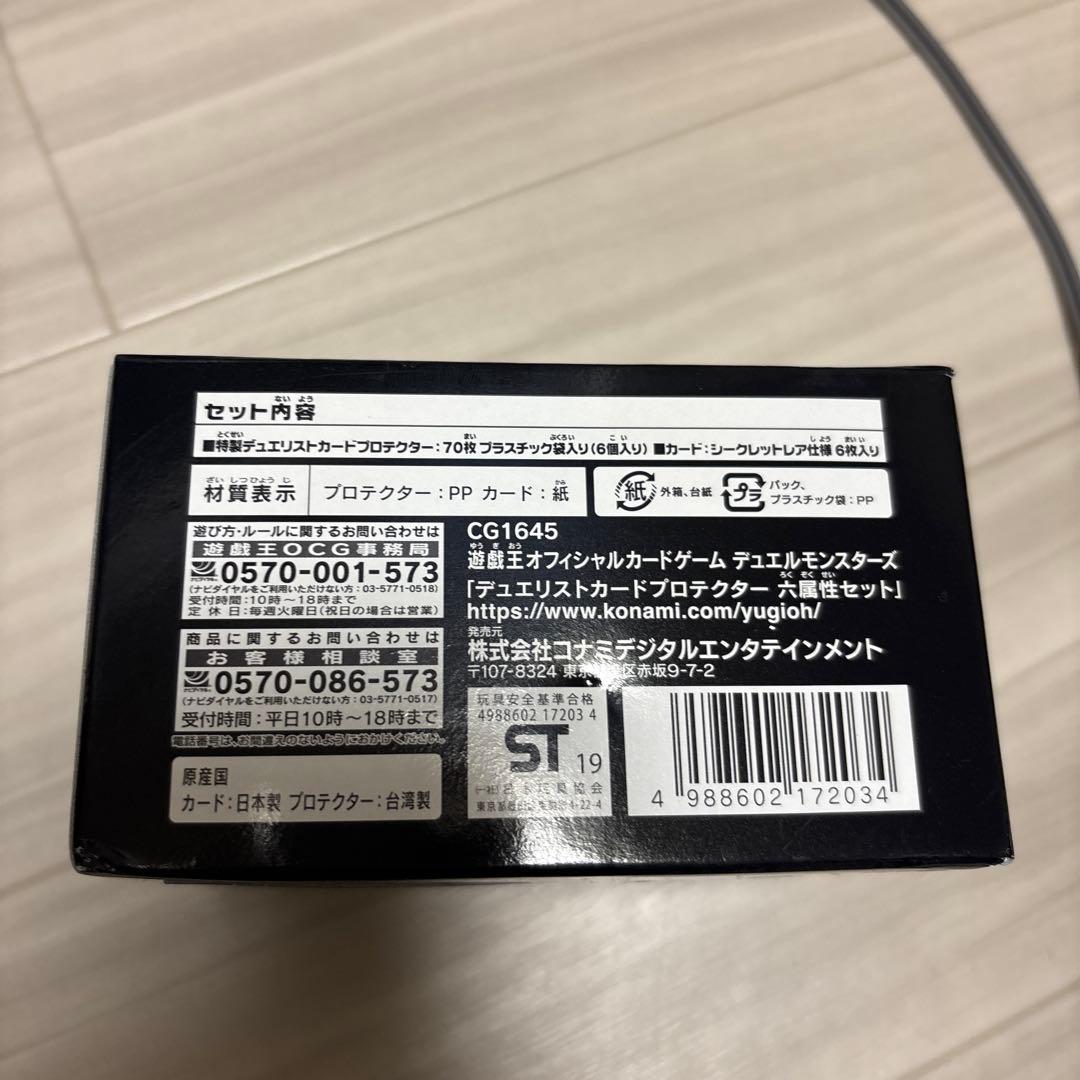 セット内容
■特製デュエリストカードプロテクター：70枚 プラスチック袋入り(6個入り) ■カード：シークレットレア仕様 6枚入り
材質表示 プロテクター：PP カード：紙
紙 外箱、台紙 プラ パック、
プラスチック袋：PP
遊び方・ルールに関するお問い合わせは
遊戯王OCG事務局
0570-001-573
(ナビダイヤルをご利用いただけない方：03-5771-0518)
受付時間：10時～18時まで
定休日：毎週火曜日(祝日の場合は営業)
商品に関するお問い合わせは
お客様相談室
0570-086-573
(ナビダイヤルをご利用いただけない方：03-5771-0517)
受付時間：平日10時～18時まで
電話番号は、お間違えのないようにおかけください。
原産国
カード：日本製 プロテクター：台湾製
CG1645
遊戯王オフィシャルカードゲーム デュエルモンスターズ
「デュエリストカードプロテクター 六属性セット」
https://www.konami.com/yugioh/
発売元
株式会社コナミデジタルエンタテインメント
〒107-8324 東京 区赤坂9-7-2
玩具安全基準合格
4988602 17203 4
ST 19
(一社)日本玩具協会
東京都 4-22-4
4 988602 172034